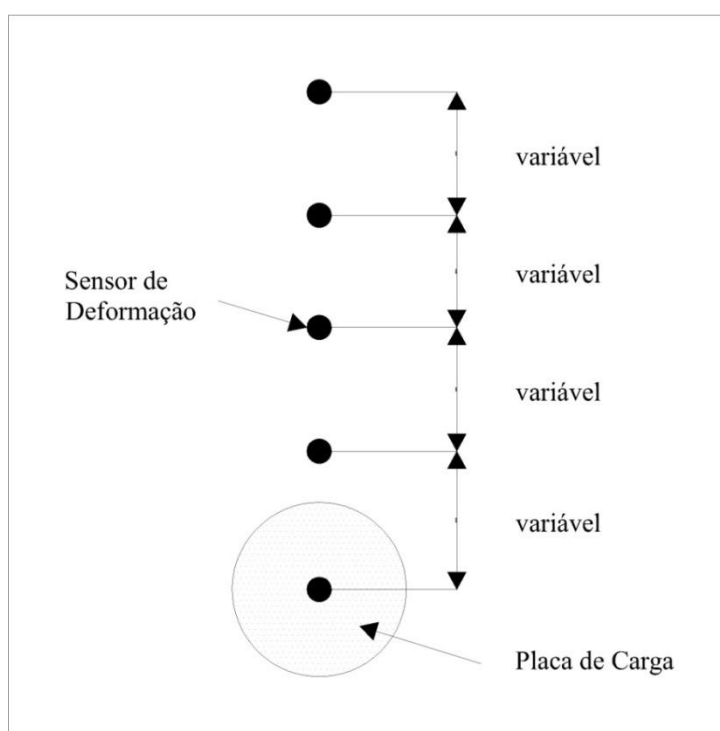 variável
variável
Sensor de
Deformação
variável
variável
Placa de Carga